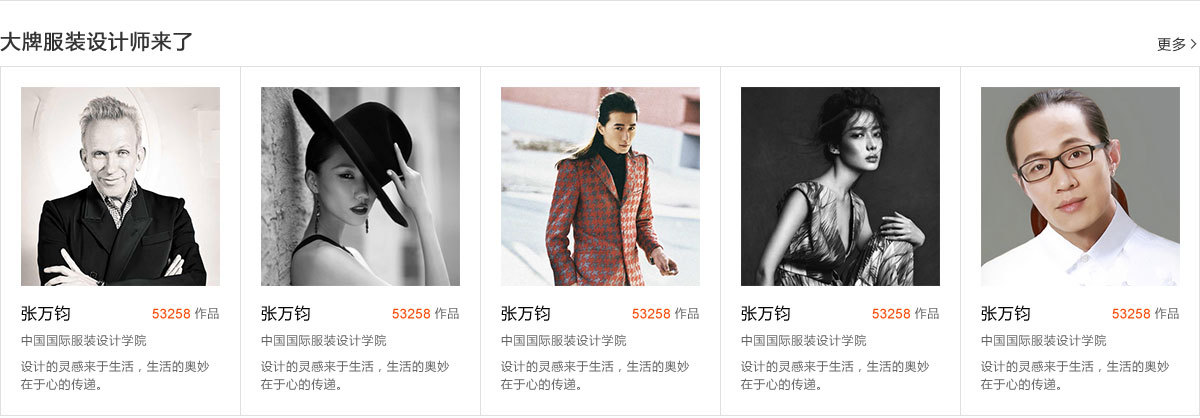 大牌服装设计师来了
更多 >
张万钧 53258 作品
中国国际服装设计学院
设计的灵感来于生活，生活的奥妙
在于心的传递。
张万钧 53258 作品
中国国际服装设计学院
设计的灵感来于生活，生活的奥妙
在于心的传递。
张万钧 53258 作品
中国国际服装设计学院
设计的灵感来于生活，生活的奥妙
在于心的传递。
张万钧 53258 作品
中国国际服装设计学院
设计的灵感来于生活，生活的奥妙
在于心的传递。
张万钧 53258 作品
中国国际服装设计学院
设计的灵感来于生活，生活的奥妙
在于心的传递。